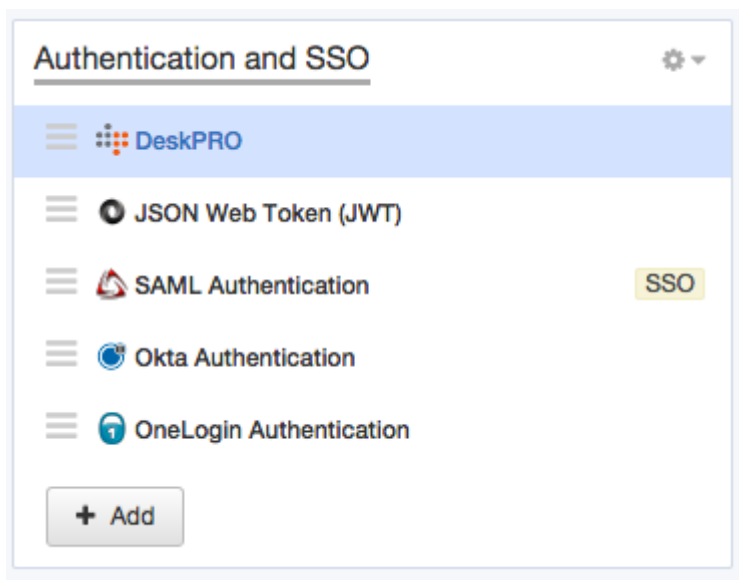 Authentication and SSO
DeskPRO
JSON Web Token (JWT)
SAML Authentication SSO
Okta Authentication
OneLogin Authentication
+ Add